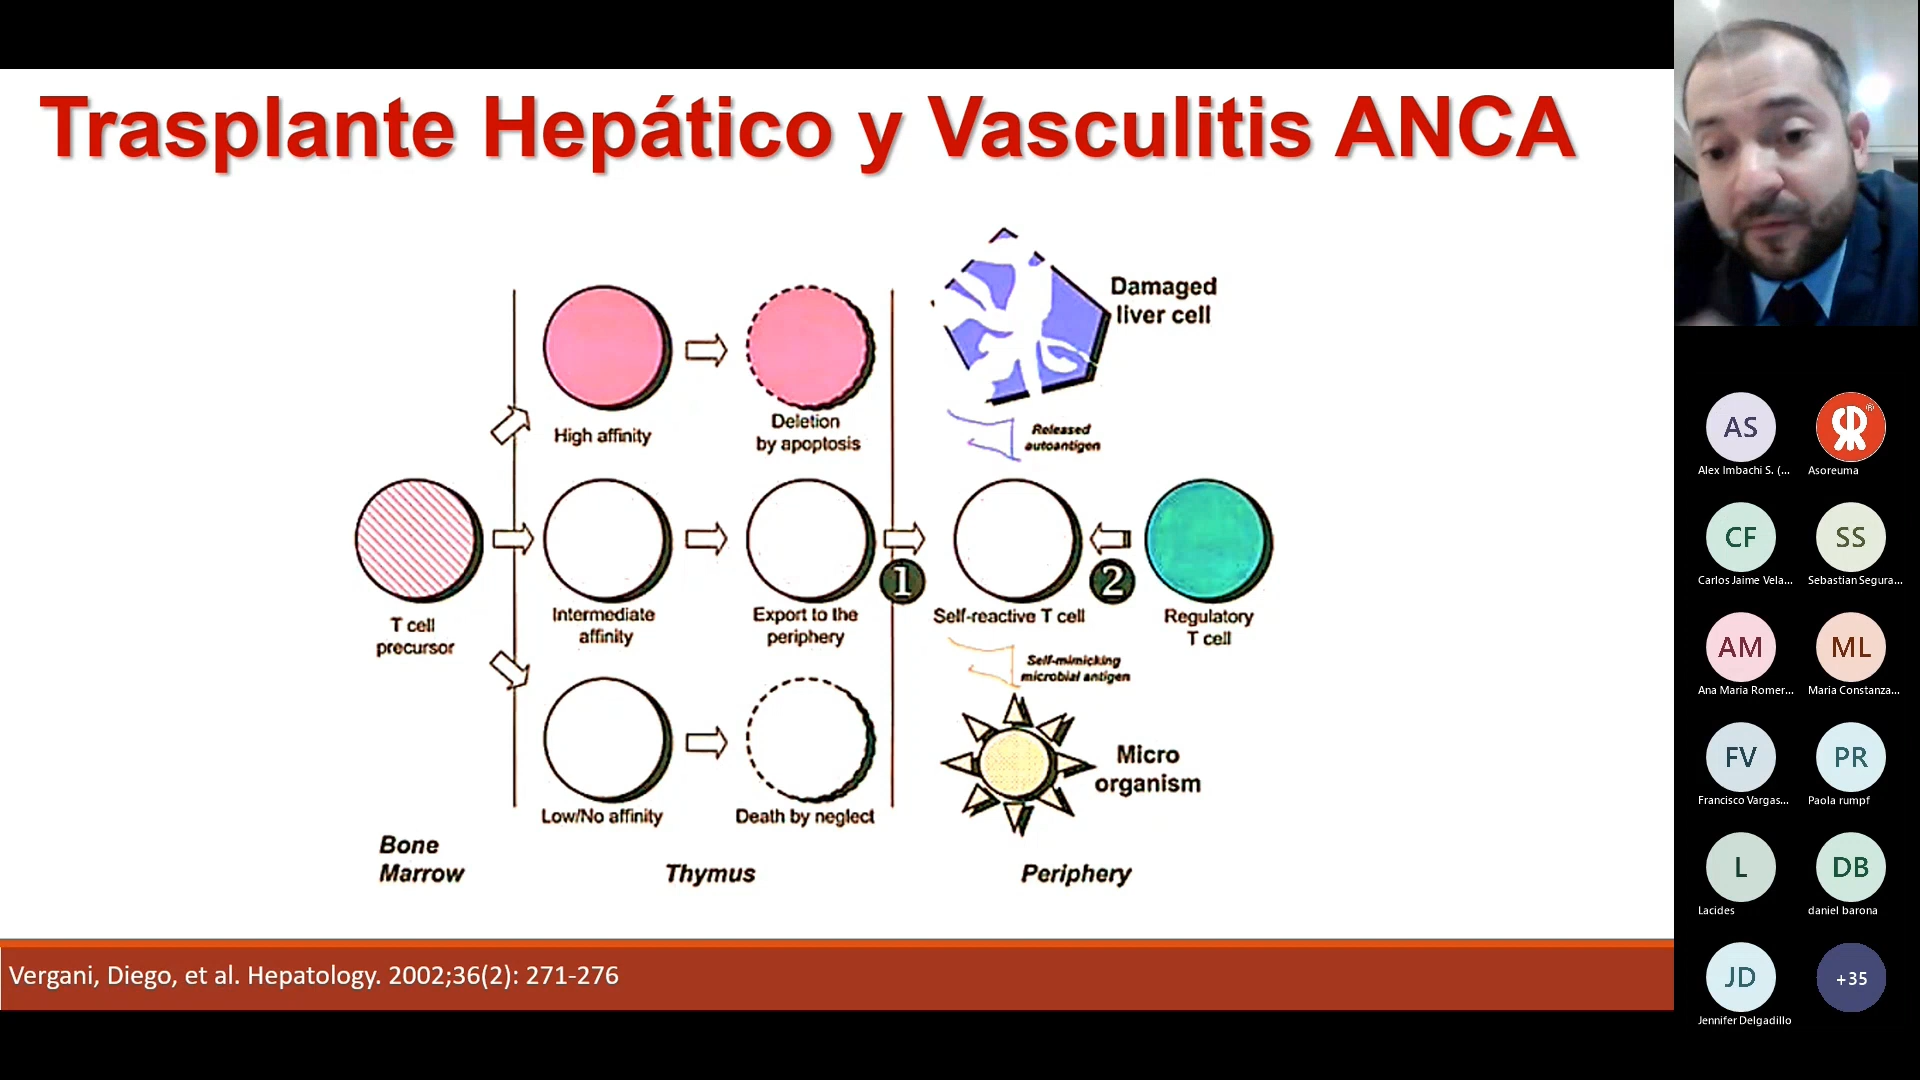 Trasplante Hepático y Vasculitis ANCA
Damaged
liver cell
High affinity
Deletion
by apoptosis
Released
autoantigen
T cell
precursor
Intermediate
affinity
Export to the
periphery
1
Self-reactive T cell
2
Regulatory
T cell
Self-mimicking
microbial antigen
Micro
organism
Low/No affinity
Death by neglect
Bone
Marrow
Thymus
Periphery
Vergani, Diego, et al. Hepatology. 2002;36(2): 271-276
AS
Alex Imbachi S. (...
R
®
Asoreuma
CF
Carlos Jaime Vela...
SS
Sebastian Segura...
AM
Ana Maria Romer...
ML
Maria Constanza...
FV
Francisco Vargas...
PR
Paola rumpf
L
Lacides
DB
daniel barona
JD
Jennifer Delgadillo
+35